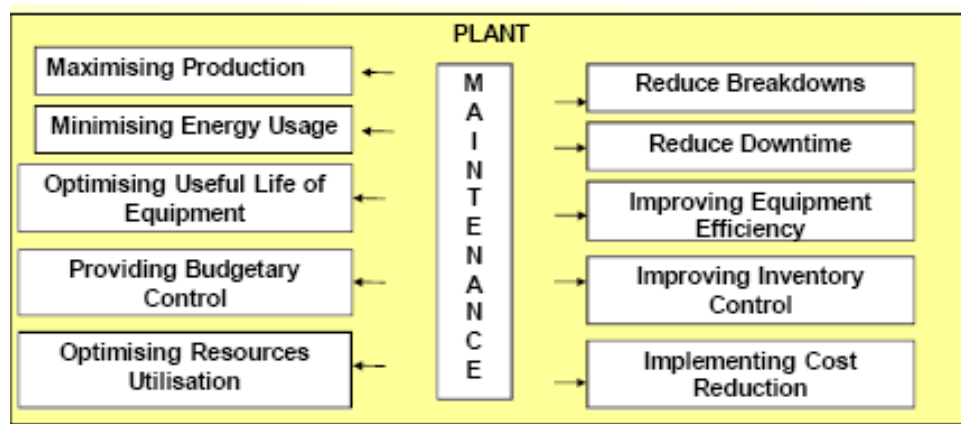 PLANT
Maximising Production
Minimising Energy Usage
Optimising Useful Life of
Equipment
Providing Budgetary
Control
Optimising Resources
Utilisation
M
A
I
N
T
E
N
A
N
C
E
Reduce Breakdowns
Reduce Downtime
Improving Equipment
Efficiency
Improving Inventory
Control
Implementing Cost
Reduction